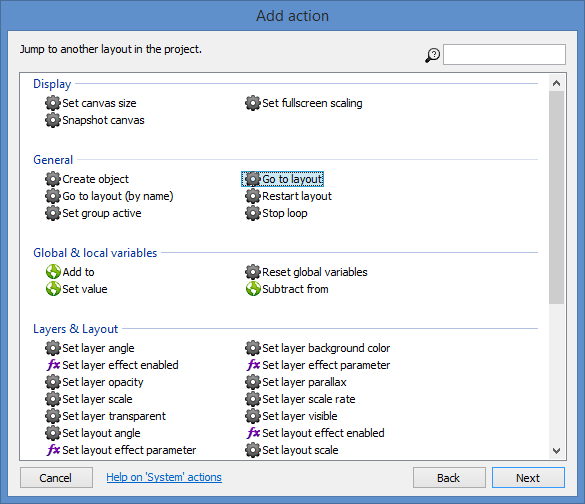 Add action
Jump to another layout in the project.
Display
Set canvas size Set fullscreen scaling
Snapshot canvas
General
Create object Go to layout
Go to layout (by name) Restart layout
Set group active Stop loop
Global & local variables
Add to Reset global variables
Set value Subtract from
Layers & Layout
Set layer angle Set layer background color
fx Set layer effect enabled fx Set layer effect parameter
Set layer opacity Set layer parallax
Set layer scale Set layer scale rate
Set layer transparent Set layer visible
Set layout angle fx Set layout effect enabled
fx Set layout effect parameter Set layout scale
Cancel Help on 'System' actions Back Next